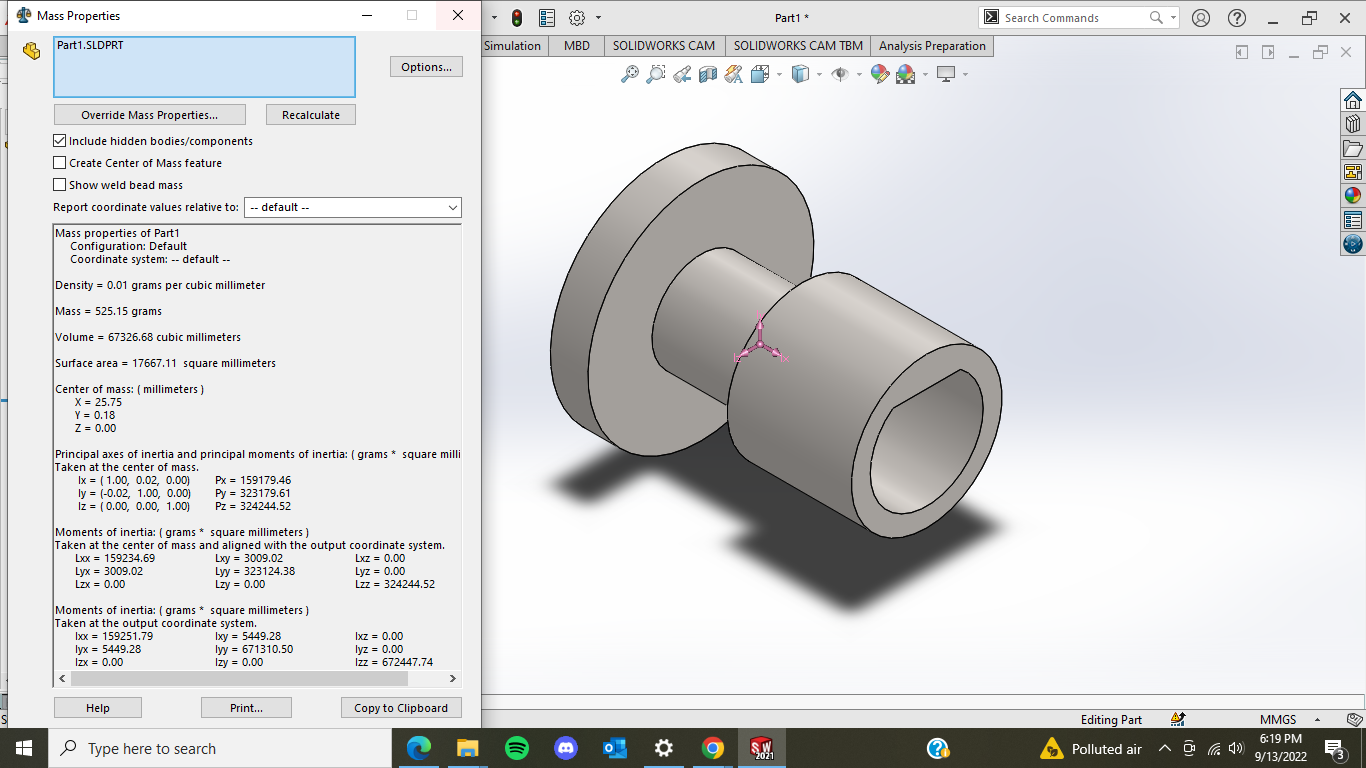 Mass Properties
Part1 *
Search Commands
Simulation
MBD
SOLIDWORKS CAM
SOLIDWORKS CAM TBM
Analysis Preparation
Part1.SLDPRT
Options...
Override Mass Properties...
Recalculate
Include hidden bodies/components
Create Center of Mass feature
Show weld bead mass
Report coordinate values relative to: -- default --
Mass properties of Part1
Configuration: Default
Coordinate system: -- default --
Density = 0.01 grams per cubic millimeter
Mass = 525.15 grams
Volume = 67326.68 cubic millimeters
Surface area = 17667.11 square millimeters
Center of mass: ( millimeters )
X = 25.75
Y = 0.18
Z = 0.00
Principal axes of inertia and principal moments of inertia: ( grams * square milli
Taken at the center of mass.
Ix = ( 1.00, 0.02, 0.00) Px = 159179.46
Iy = (-0.02, 1.00, 0.00) Py = 323179.61
Iz = ( 0.00, 0.00, 1.00) Pz = 324244.52
Moments of inertia: ( grams * square millimeters )
Taken at the center of mass and aligned with the output coordinate system.
Lxx = 159234.69 Lxy = 3009.02 Lxz = 0.00
Lyx = 3009.02 Lyy = 323124.38 Lyz = 0.00
Lzx = 0.00 Lzy = 0.00 Lzz = 324244.52
Moments of inertia: ( grams * square millimeters )
Taken at the output coordinate system.
Ixx = 159251.79 Ixy = 5449.28 Ixz = 0.00
Iyx = 5449.28 Iyy = 671310.50 Iyz = 0.00
Izx = 0.00 Izy = 0.00 Izz = 672447.74
Help
Print...
Copy to Clipboard
Editing Part
MMGS
Type here to search
SW
2021
Polluted air
6:19 PM
9/13/2022
3